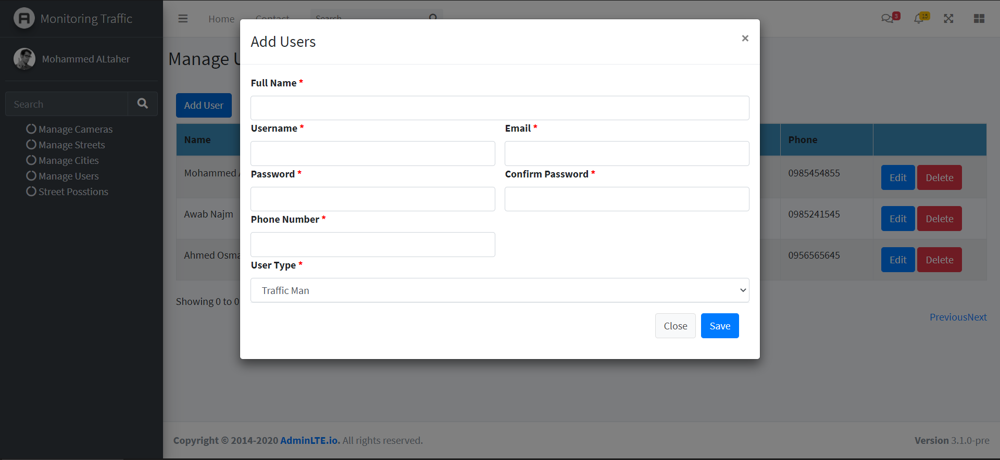 Monitoring Traffic
Mohammed ALtaher
Search
Manage Cameras
Manage Streets
Manage Cities
Manage Users
Street Posstions
Home Contact Search
3 15
Manage U
Add User
Name Phone
Mohammed 0985454855 Edit Delete
Awab Najm 0985241545 Edit Delete
Ahmed Osma 0956565645 Edit Delete
Showing 0 to 0
PreviousNext
Add Users ×
Full Name *
Username * Email *
Password * Confirm Password *
Phone Number *
User Type *
Traffic Man
Close Save
Copyright © 2014-2020 AdminLTE.io. All rights reserved.
Version 3.1.0-pre